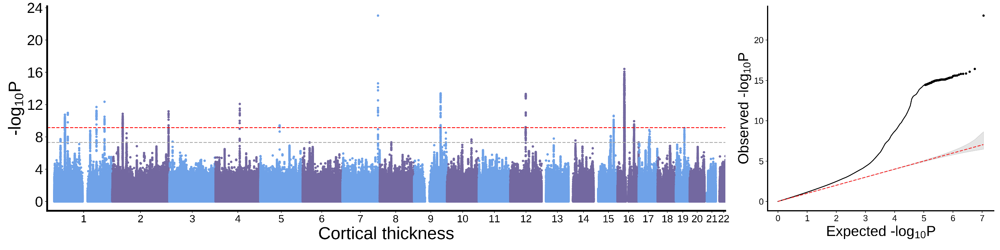 24
20
16
12
8
4
0
-log10P
1 2 3 4 5 6 7 8 9 10 11 12 13 14 15 16 17 18 19 20 21 22
Cortical thickness
20
15
10
5
0
Observed -log10P
0 1 2 3 4 5 6 7
Expected -log10P